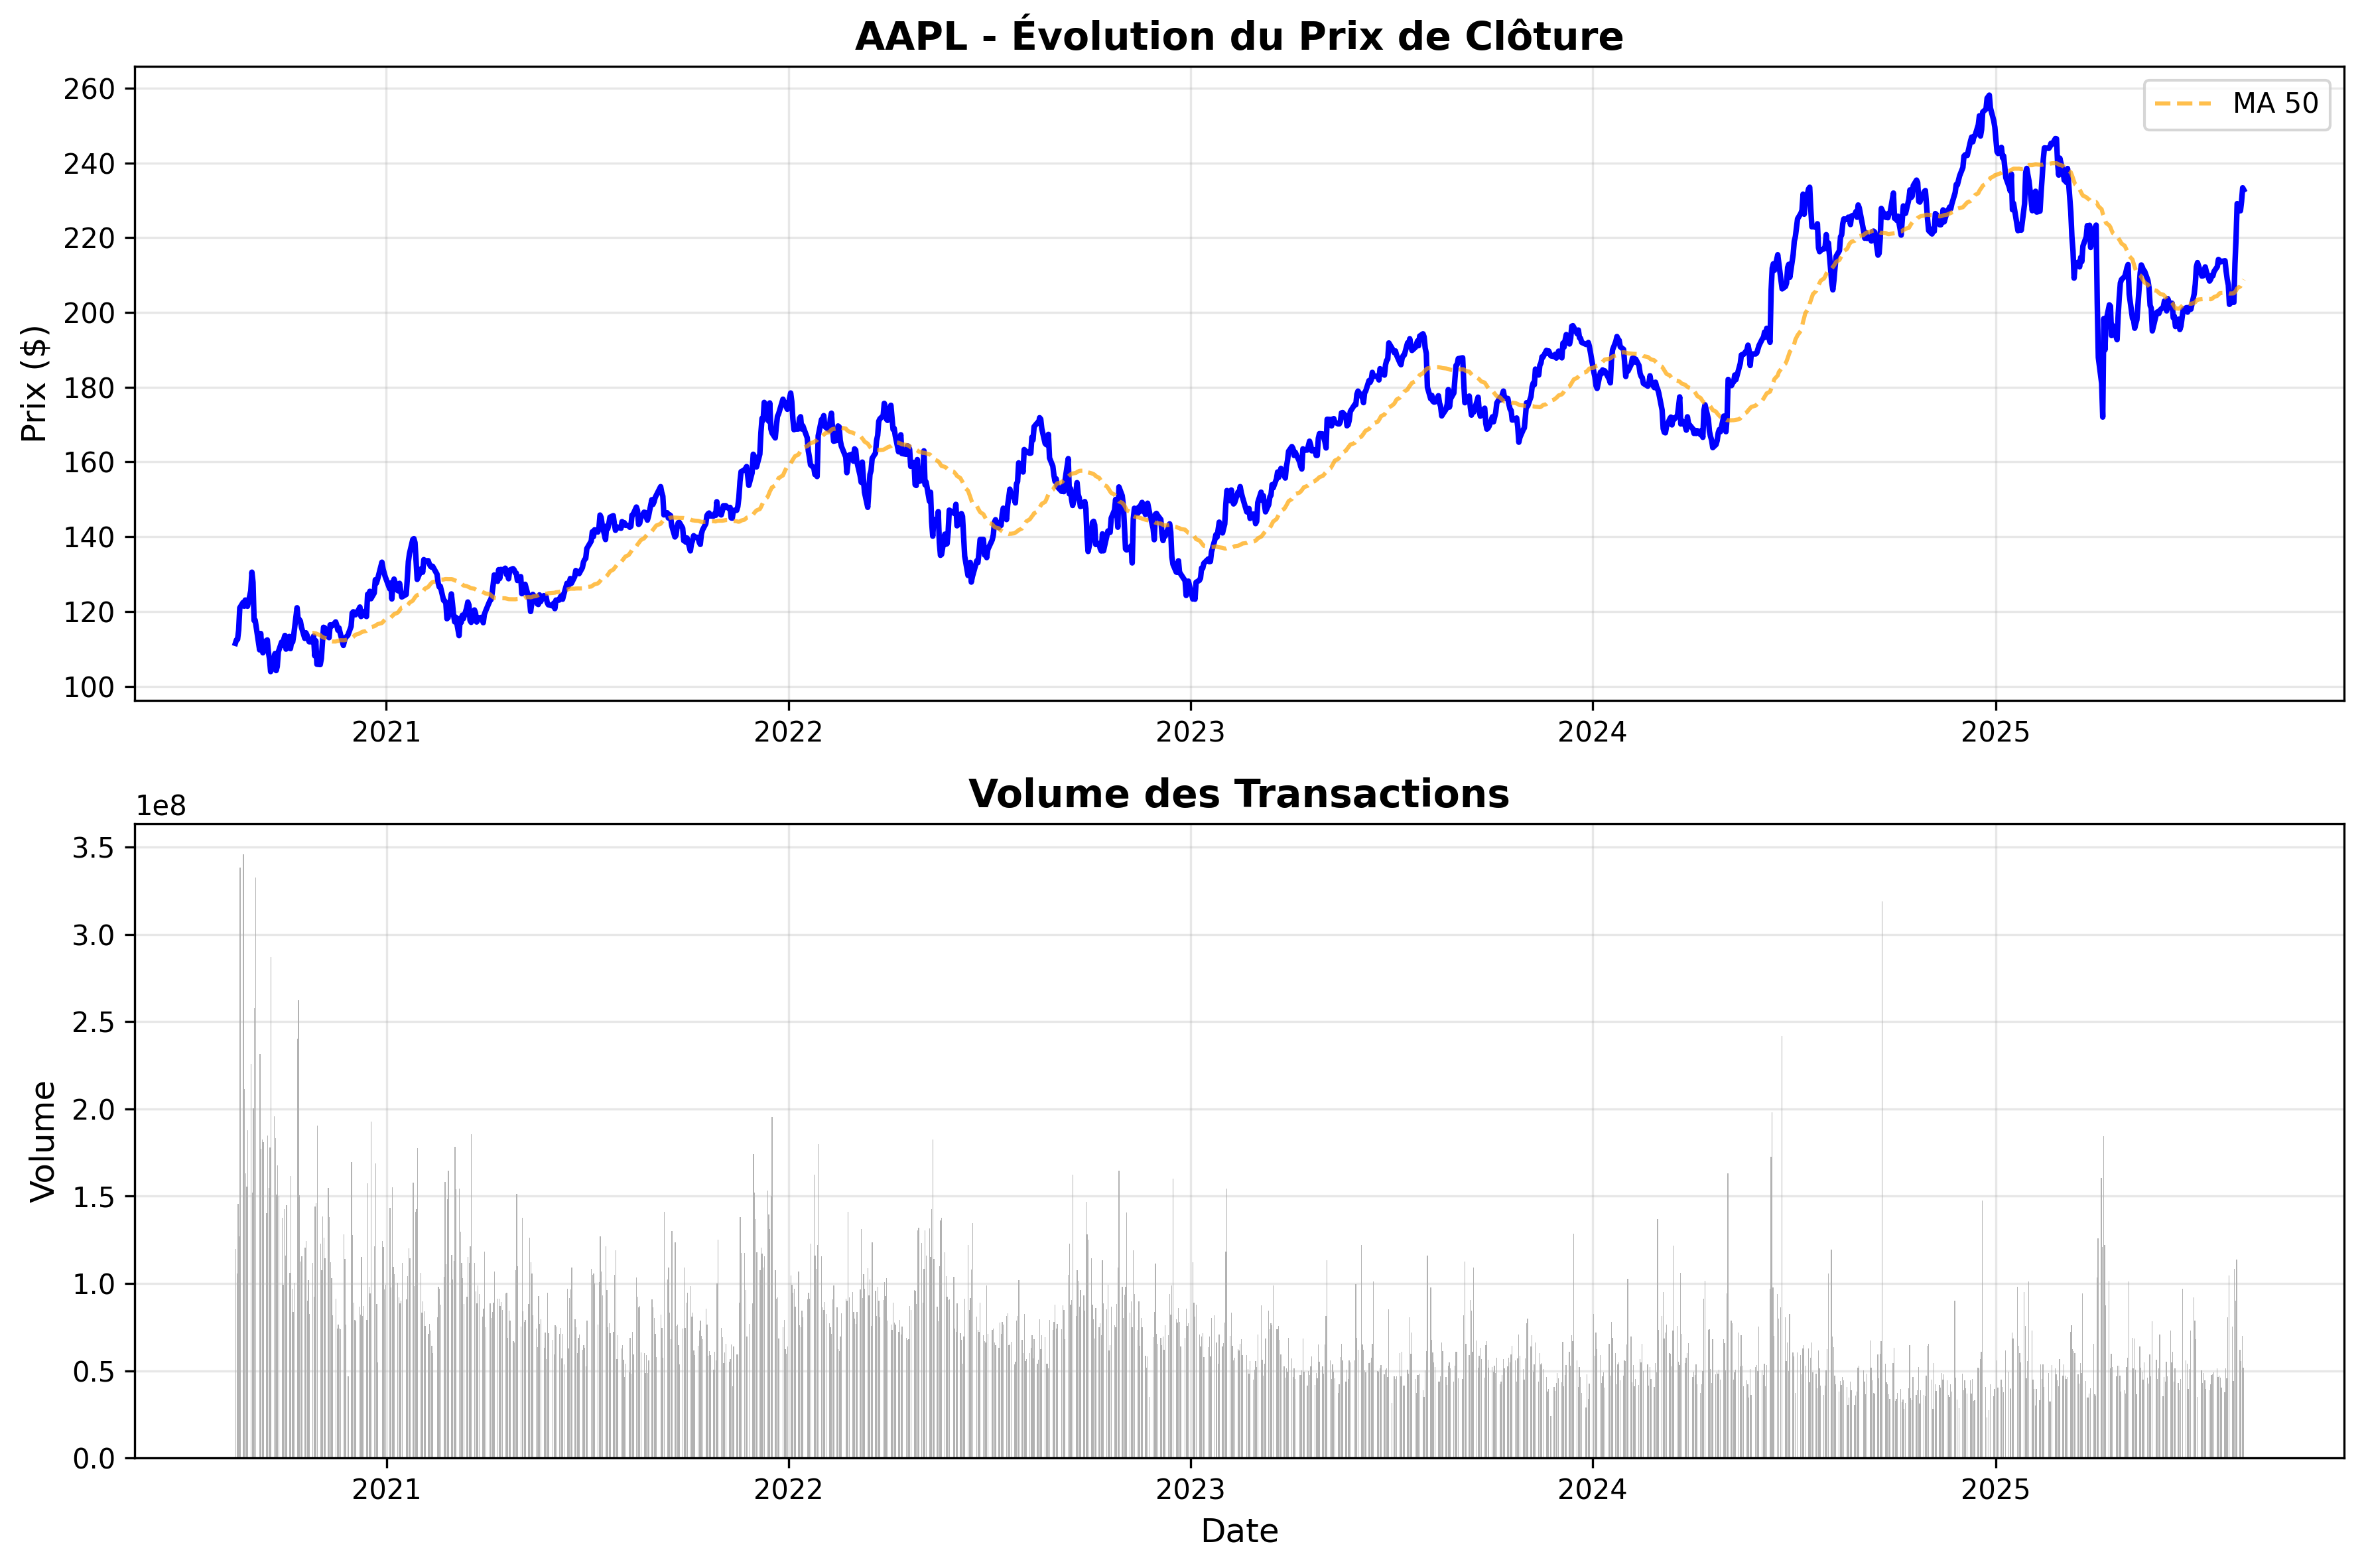 AAPL - Évolution du Prix de Clôture
260
240
220
200
180
160
140
120
100
Prix ($)
MA 50
2021 2022 2023 2024 2025
Volume des Transactions
1e8
3.5
3.0
2.5
2.0
1.5
1.0
0.5
0.0
Volume
2021 2022 2023 2024 2025
Date